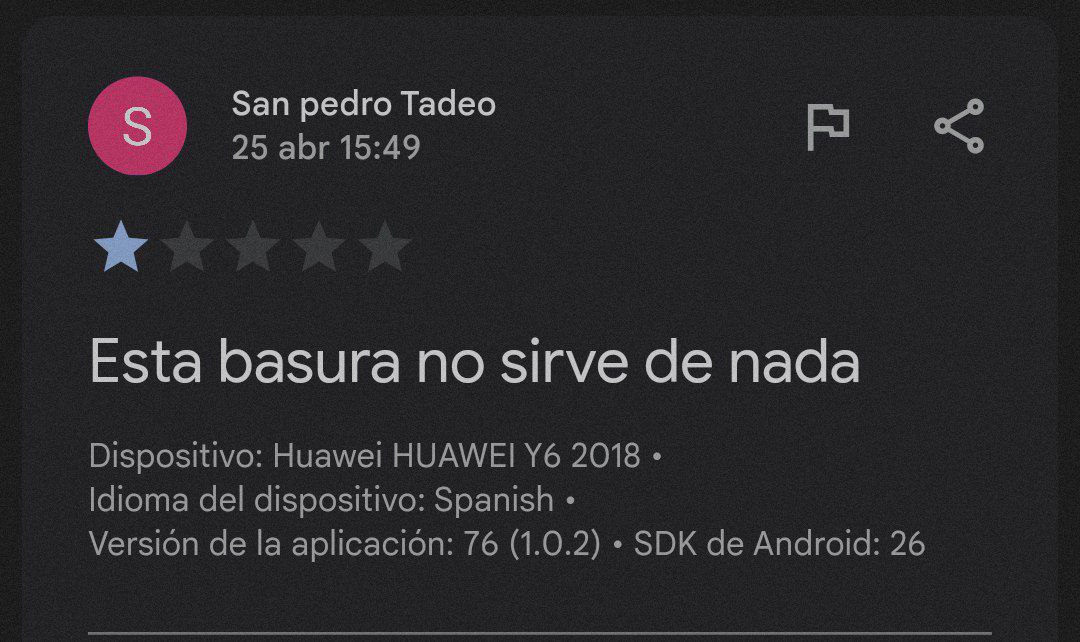 S
San pedro Tadeo
25 abr 15:49
Esta basura no sirve de nada
Dispositivo: Huawei HUAWEI Y6 2018 •
Idioma del dispositivo: Spanish •
Versión de la aplicación: 76 (1.0.2) • SDK de Android: 26